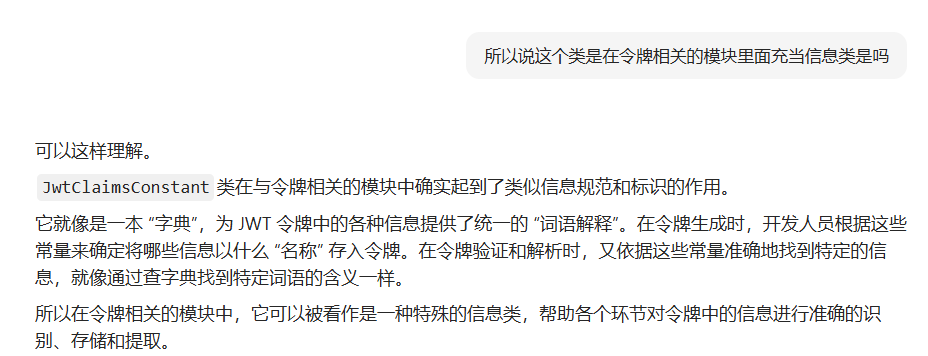 所以说这个类是在令牌相关的模块里面充当信息类是吗
可以这样理解。
JwtClaimsConstant 类在与令牌相关的模块中确实起到了类似信息规范和标识的作用。
它就像是一本 “字典”，为 JWT 令牌中的各种信息提供了统一的 “词语解释”。在令牌生成时，开发人员根据这些
常量来确定将哪些信息以什么 “名称” 存入令牌。在令牌验证和解析时，又依据这些常量准确地找到特定的信
息，就像通过查字典找到特定词语的含义一样。
所以在令牌相关的模块中，它可以被看作是一种特殊的信息类，帮助各个环节对令牌中的信息进行准确的识
别、存储和提取。